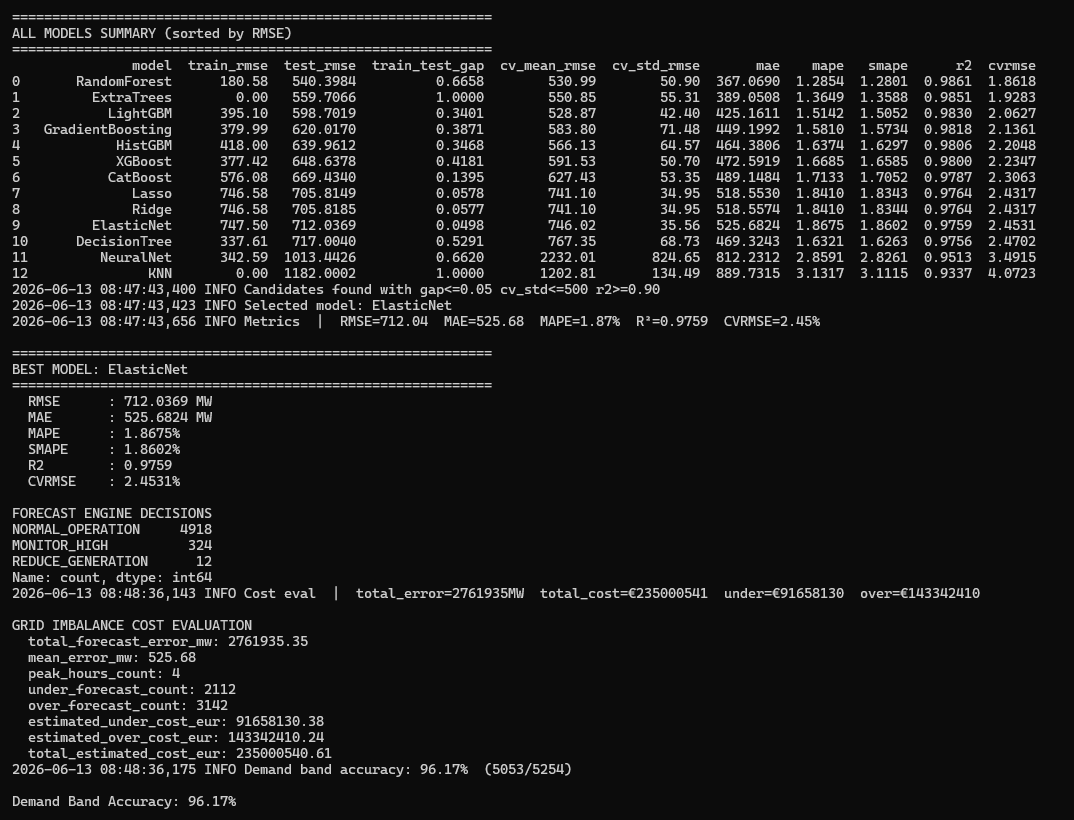 ============================================================
ALL MODELS SUMMARY (sorted by RMSE)
============================================================
model train_rmse test_rmse train_test_gap cv_mean_rmse cv_std_rmse mae mape smape r2 cvrmse
0 RandomForest 180.58 540.3984 0.6658 530.99 50.90 367.0690 1.2854 1.2801 0.9861 1.8618
1 ExtraTrees 0.00 559.7066 1.0000 550.85 55.31 389.0508 1.3649 1.3588 0.9851 1.9283
2 LightGBM 395.10 598.7019 0.3401 528.87 42.40 425.1611 1.5142 1.5052 0.9830 2.0627
3 GradientBoosting 379.99 620.0170 0.3871 583.80 71.48 449.1992 1.5810 1.5734 0.9818 2.1361
4 HistGBM 418.00 639.9612 0.3468 566.13 64.57 464.3806 1.6374 1.6297 0.9806 2.2048
5 XGBoost 377.42 648.6378 0.4181 591.53 50.70 472.5919 1.6685 1.6585 0.9800 2.2347
6 CatBoost 576.08 669.4340 0.1395 627.43 53.35 489.1484 1.7133 1.7052 0.9787 2.3063
7 Lasso 746.58 705.8149 0.0578 741.10 34.95 518.5530 1.8410 1.8343 0.9764 2.4317
8 Ridge 746.58 705.8185 0.0577 741.10 34.95 518.5574 1.8410 1.8344 0.9764 2.4317
9 ElasticNet 747.50 712.0369 0.0498 746.02 35.56 525.6824 1.8675 1.8602 0.9759 2.4531
10 DecisionTree 337.61 717.0040 0.5291 767.35 68.73 469.3243 1.6321 1.6263 0.9756 2.4702
11 NeuralNet 342.59 1013.4426 0.6620 2232.01 824.65 812.2312 2.8591 2.8261 0.9513 3.4915
12 KNN 0.00 1182.0002 1.0000 1202.81 134.49 889.7315 3.1317 3.1115 0.9337 4.0723
2026-06-13 08:47:43,400 INFO Candidates found with gap<=0.05 cv_std<=500 r2>=0.90
2026-06-13 08:47:43,423 INFO Selected model: ElasticNet
2026-06-13 08:47:43,656 INFO Metrics | RMSE=712.04 MAE=525.68 MAPE=1.87% R²=0.9759 CVRMSE=2.45%
============================================================
BEST MODEL: ElasticNet
============================================================
RMSE : 712.0369 MW
MAE : 525.6824 MW
MAPE : 1.8675%
SMAPE : 1.8602%
R2 : 0.9759
CVRMSE : 2.4531%
FORECAST ENGINE DECISIONS
NORMAL_OPERATION 4918
MONITOR_HIGH 324
REDUCE_GENERATION 12
Name: count, dtype: int64
2026-06-13 08:48:36,143 INFO Cost eval | total_error=2761935MW total_cost=€235000541 under=€91658130 over=€143342410
GRID IMBALANCE COST EVALUATION
total_forecast_error_mw: 2761935.35
mean_error_mw: 525.68
peak_hours_count: 4
under_forecast_count: 2112
over_forecast_count: 3142
estimated_under_cost_eur: 91658130.38
estimated_over_cost_eur: 143342410.24
total_estimated_cost_eur: 235000540.61
2026-06-13 08:48:36,175 INFO Demand band accuracy: 96.17% (5053/5254)
Demand Band Accuracy: 96.17%